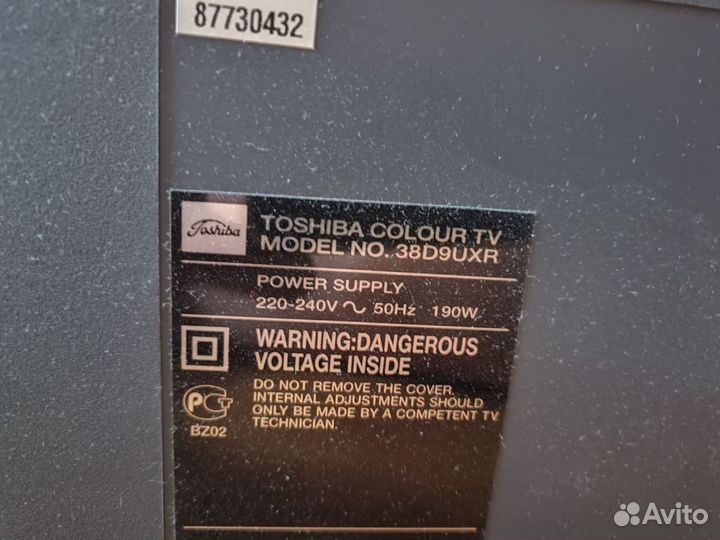 87730432
Toshiba
TOSHIBA COLOUR TV
MODEL NO. 38D9UXR
POWER SUPPLY
220-240V ~ 50Hz 190W
WARNING:DANGEROUS
VOLTAGE INSIDE
DO NOT REMOVE THE COVER.
INTERNAL ADJUSTMENTS SHOULD
ONLY BE MADE BY A COMPETENT TV
TECHNICIAN.
РСТ
BZ02
Avito